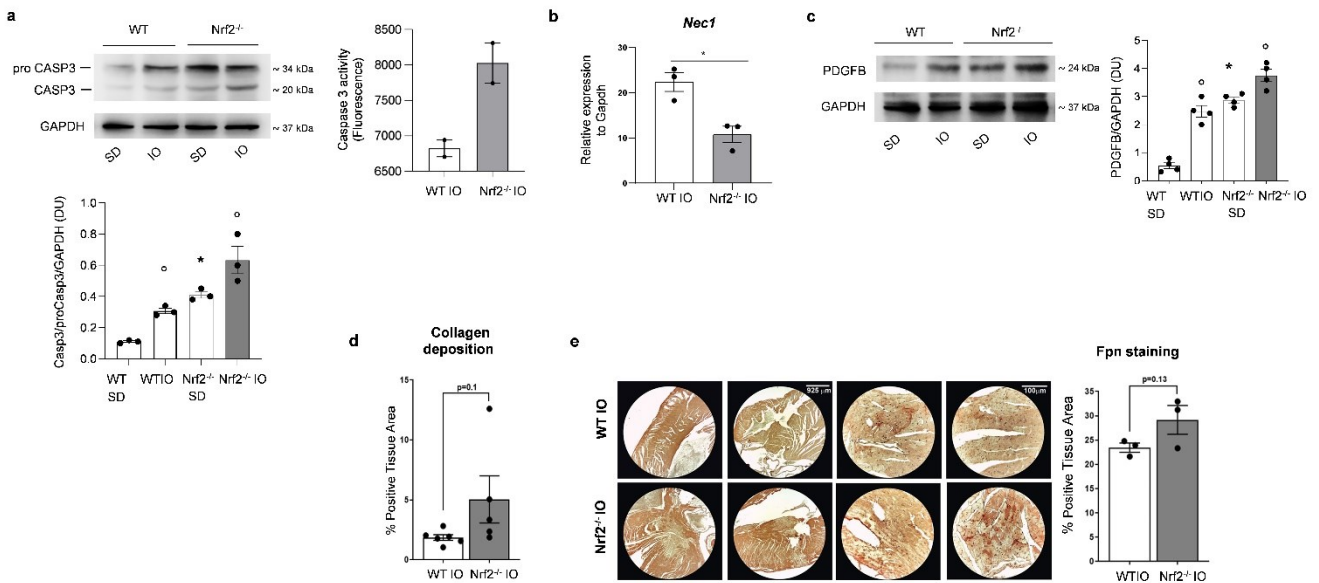 a
WT Nrf2-/-
pro CASP3 ~ 34 kDa
CASP3 ~ 20 kDa
GAPDH ~ 37 kDa
SD IO SD IO
Caspase 3 activity
(Fluorescence)
8500
8000
7500
7000
6500
WT IO Nrf2-/- IO
Casp3/proCasp3/GAPDH (DU)
1.0
0.8
0.6
0.4
0.2
0.0
° * °
WT WTIO Nrf2-/- Nrf2-/- IO
SD SD
b
Nec1
Relative expression
to Gapdh
30
20
10
0
*
WT IO Nrf2-/- IO
c
WT Nrf2-/-
PDGFB ~ 24 kDa
GAPDH ~ 37 kDa
SD IO SD IO
PDGFB/GAPDH (DU)
5
4
3
2
1
0
° * °
WT WTIO Nrf2-/- Nrf2-/- IO
SD SD
d
Collagen
deposition
% Positive Tissue Area
15
10
5
0
p=0.1
WT IO Nrf2-/- IO
e
WT IO
Nrf2-/- IO
925 µm
100µm
Fpn staining
% Positive Tissue Area
40
35
30
25
20
15
10
5
0
p=0.13
WTIO Nrf2-/- IO